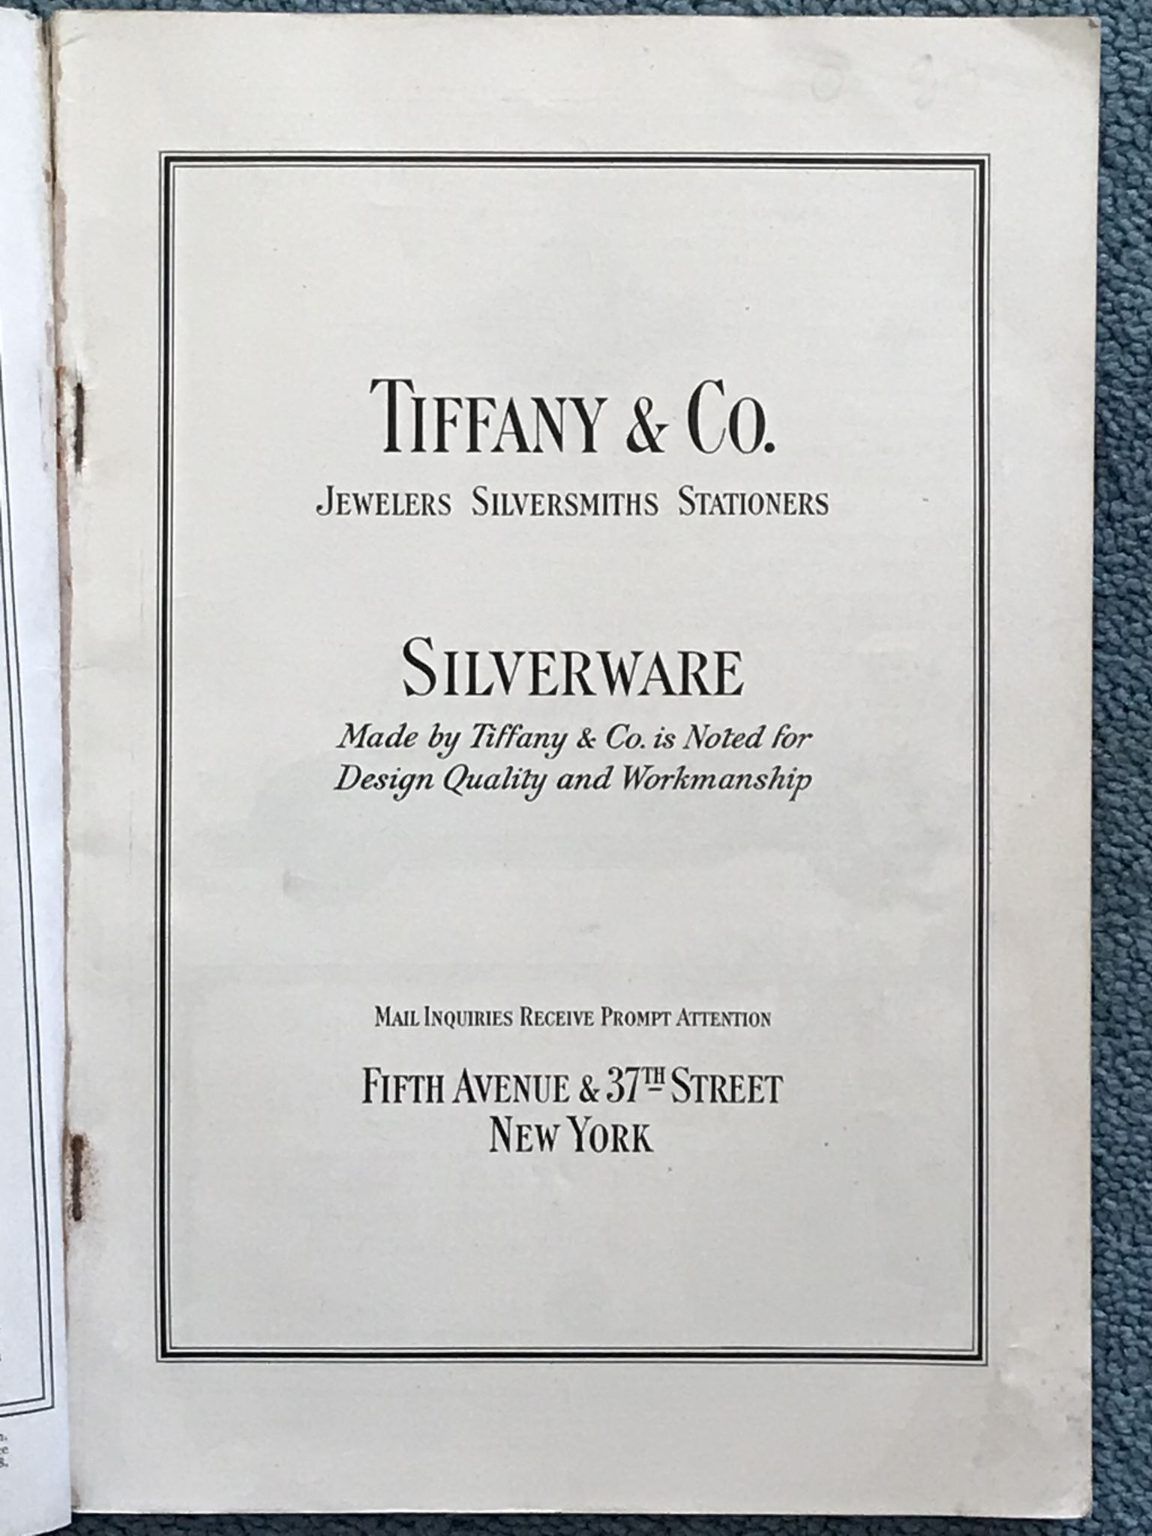 TIFFANY & CO.
JEWELERS SILVERSMITHS STATIONERS
SILVERWARE
Made by Tiffany & Co. is Noted for
Design Quality and Workmanship
MAIL INQUIRIES RECEIVE PROMPT ATTENTION
FIFTH AVENUE & 37TH STREET
NEW YORK